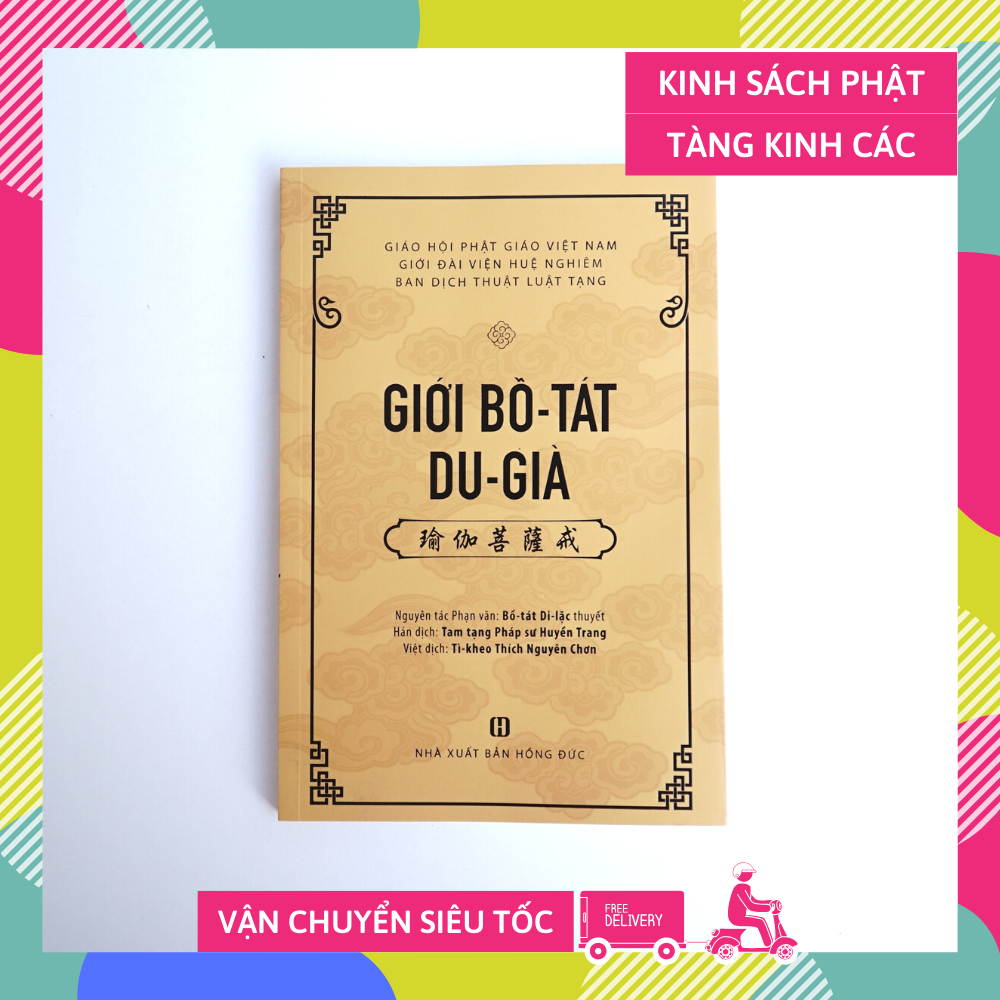 KINH SÁCH PHẬT
TÀNG KINH CÁC
GIÁO HỘI PHẬT GIÁO VIỆT NAM
GIỚI ĐÀI VIỆN HUỆ NGHIÊM
BAN DỊCH THUẬT LUẬT TẠNG
GIỚI BỒ-TÁT
DU-GIÀ
瑜伽菩薩戒
Nguyên tác Phạn văn: Bồ-tát Di-lặc thuyết
Hán dịch: Tam tạng Pháp sư Huyền Trang
Việt dịch: Tì-kheo Thích Nguyên Chơn
NHÀ XUẤT BẢN HỒNG ĐỨC
VẬN CHUYỂN SIÊU TỐC
FREE
DELIVERY